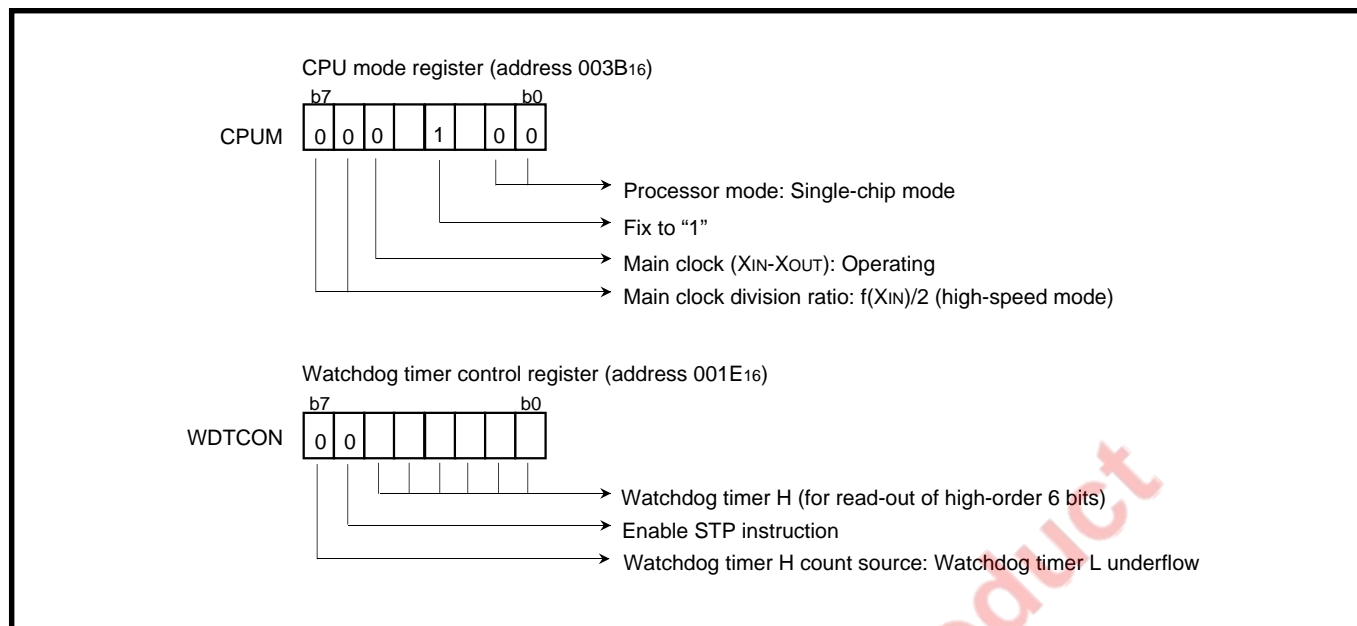 CPU mode register (address 003B16)
b7 b0
CPUM 0 0 0 1 0 0
Processor mode: Single-chip mode
Fix to “1”
Main clock (XIN-XOUT): Operating
Main clock division ratio: f(XIN)/2 (high-speed mode)
Watchdog timer control register (address 001E16)
b7 b0
WDTCON 0 0
Watchdog timer H (for read-out of high-order 6 bits)
Enable STP instruction
Watchdog timer H count source: Watchdog timer L underflow